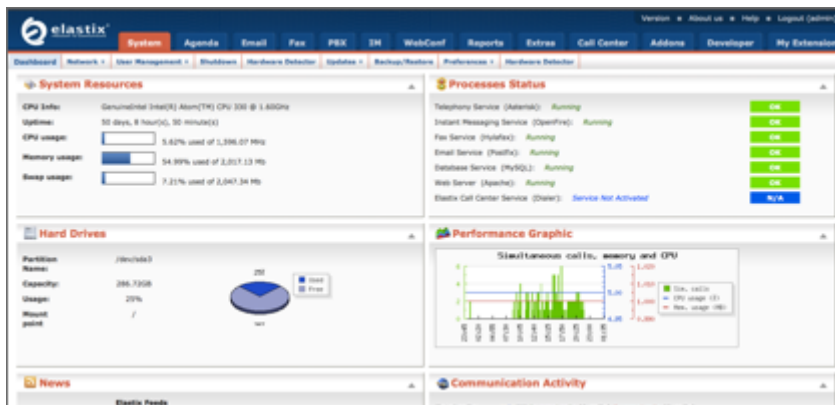 Version About us Help Logout (admin
elastix
System Agenda Email Fax PBX IM WebConf Reports Extras Call Center Addons Developer My Extension
Dashboard Network User Management Shutdown Hardware Detector Updates Backup/Restore Preferences Hardware Detector
System Resources
CPU Info: GenuineIntel Intel(R) Atom(TM) CPU 330 @ 1.60GHz
Uptime: 50 days, 8 hour(s), 50 minute(s)
CPU usage: 5.62% used of 1,596.07 MHz
Memory usage: 54.99% used of 2,017.13 Mb
Swap usage: 7.21% used of 2,047.34 Mb
Processes Status
Telephony Service (Asterisk): Running OK
Instant Messaging Service (OpenFire): Running OK
Fax Service (Hylafax): Running OK
Email Service (Postfix): Running OK
Database Service (MySQL): Running OK
Web Server (Apache): Running OK
Elastix Call Center Service (Dialer): Service Not Activated N/A
Hard Drives
Partition Name: /dev/sda3
Capacity: 286.72GB
Usage: 25%
Mount point /
25%
Used
Free
Performance Graphic
Simultaneous calls, memory and CPU
Sim. calls
CPU usage (%)
Mem. usage (MB)
News
Elastix Feeds
Communication Activity